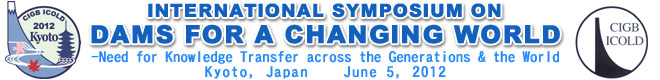 CIGB ICOLD
2012
Kyoto
INTERNATIONAL SYMPOSIUM ON
DAMS FOR A CHANGING WORLD
-Need for Knowledge Transfer across the Generations & the World
Kyoto, Japan June 5, 2012
CIGB
ICOLD